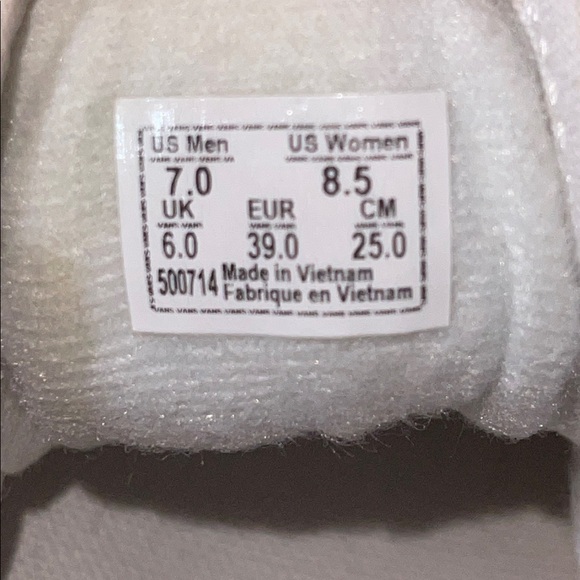 US Men US Women
7.0 8.5
UK EUR CM
6.0 39.0 25.0
500714 Made in Vietnam
Fabrique en Vietnam